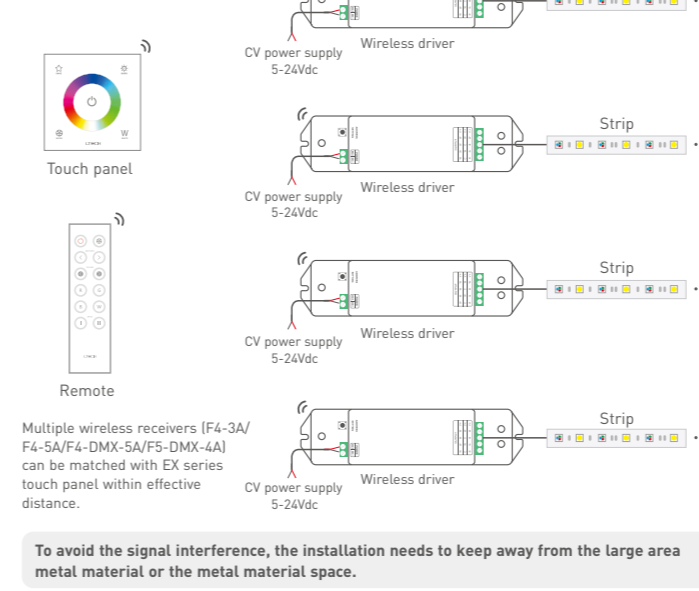 CV power supply
5-24Vdc
Wireless driver
W
Touch panel
Strip
CV power supply
5-24Vdc
Wireless driver
Remote
Strip
CV power supply
5-24Vdc
Wireless driver
Multiple wireless receivers (F4-3A/
F4-5A/F4-DMX-5A/F5-DMX-4A)
can be matched with EX series
touch panel within effective
distance.
Strip
CV power supply
5-24Vdc
Wireless driver
To avoid the signal interference, the installation needs to keep away from the large area
metal material or the metal material space.